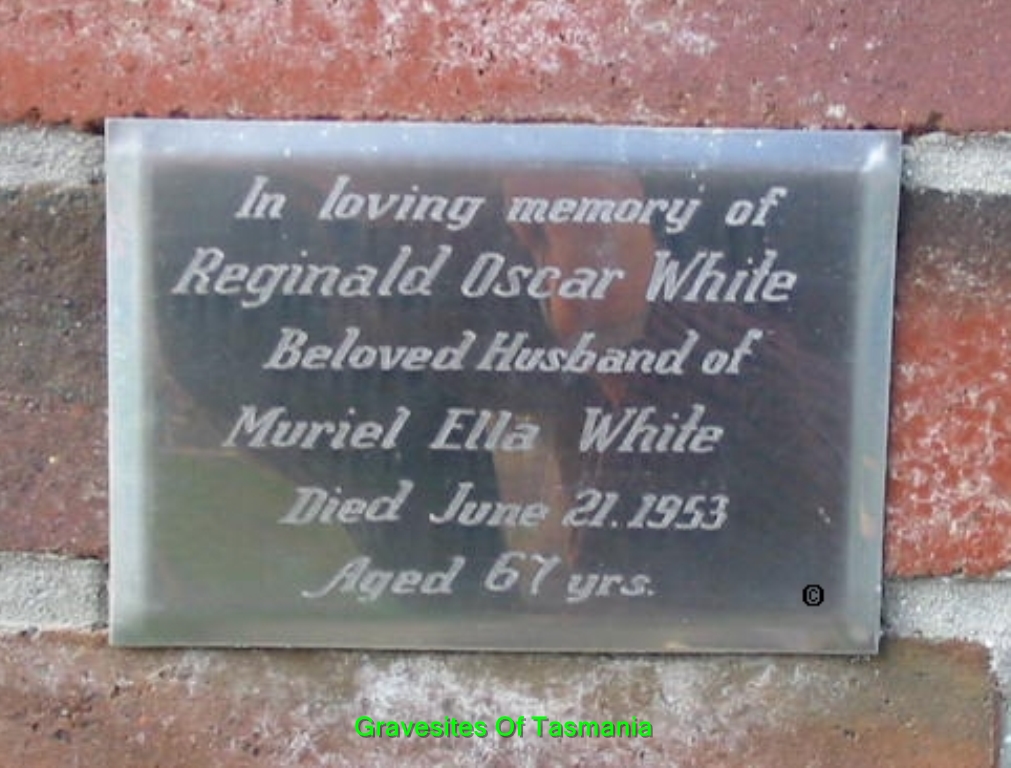 In loving memory of
Reginald Oscar White
Beloved Husband of
Muriel Ella White
Died June 21. 1953
Aged 67 yrs.
©
Gravesites Of Tasmania